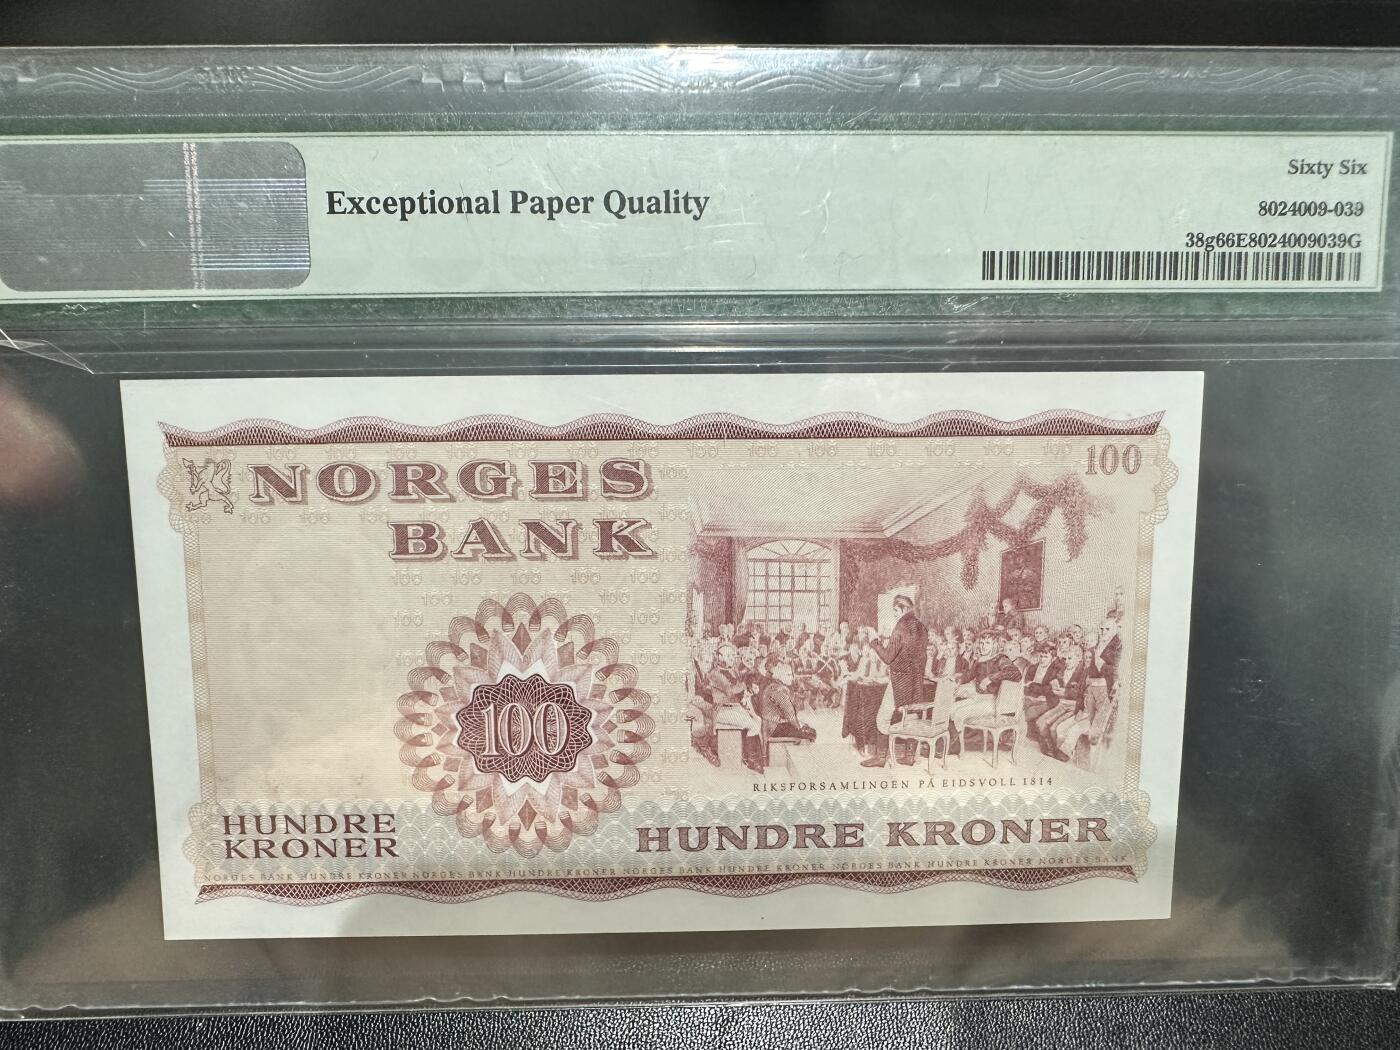 Exceptional Paper Quality
Sixty Six
8024009-039
38g66E8024009039G
100
NORGES
BANK
100
RIKSFORSAMLINGEN PÅ EIDSVOLL 1814
HUNDRE
KRONER
HUNDRE KRONER
NORGES BANK HUNDRE KRONER NORGES BANK HUNDRE KRONER NORGES BANK HUNDRE KRONER NORGES BANK HUNDRE KRONER NORGES BANK